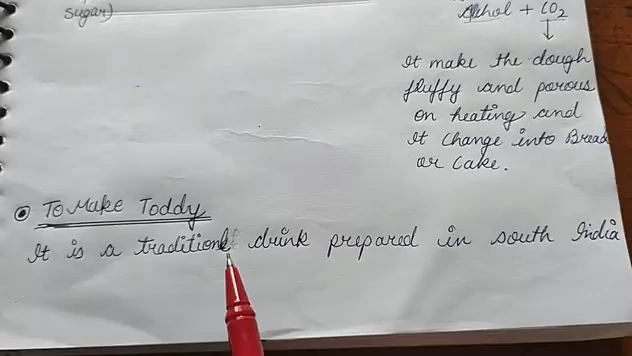 sugar)
Alchol + CO2
It make the dough
fluffy and porous
on heating and
It change into Bread
or Cake.
To Make Toddy
It is a traditional drink prepared in south India